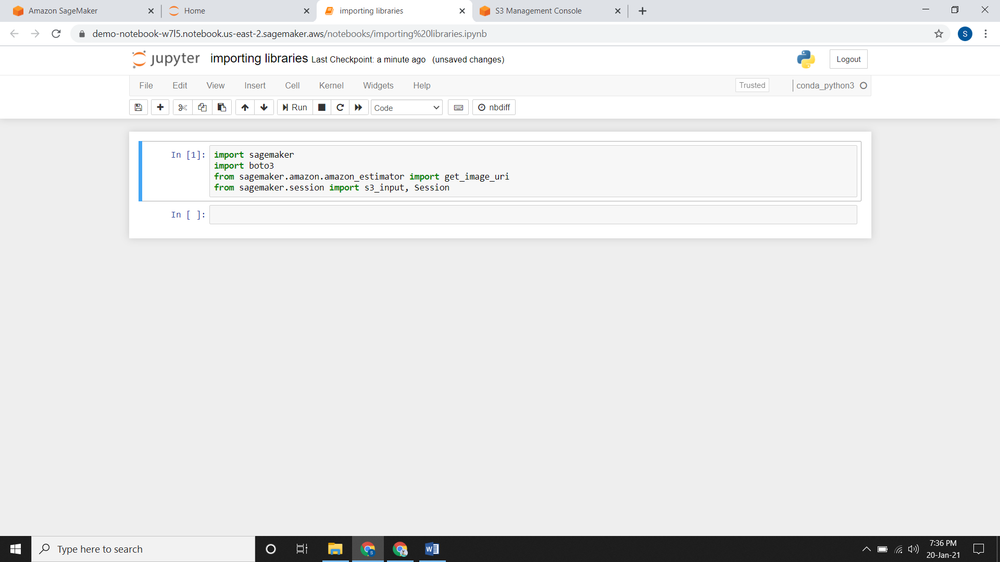 Amazon SageMaker
Home
importing libraries
S3 Management Console
demo-notebook-w7l5.notebook.us-east-2.sagemaker.aws/notebooks/importing%20libraries.ipynb
S
jupyter importing libraries Last Checkpoint: a minute ago (unsaved changes)
Logout
File Edit View Insert Cell Kernel Widgets Help
Trusted
conda_python3
Run
Code
nbdiff
In [1]:
import sagemaker
import boto3
from sagemaker.amazon.amazon_estimator import get_image_uri
from sagemaker.session import s3_input, Session
In [ ]:
Type here to search
7:36 PM
20-Jan-21